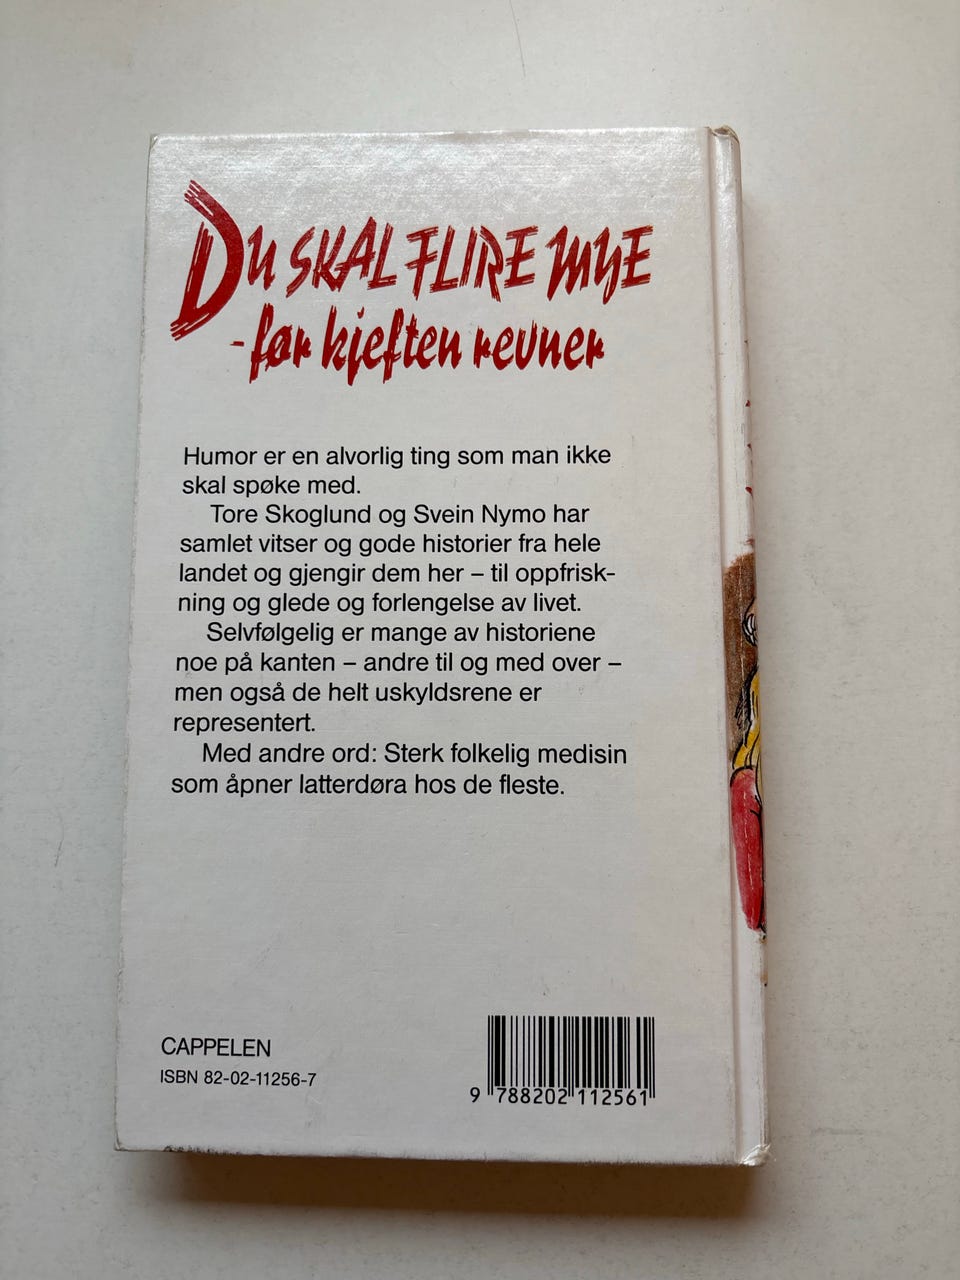 Du SKAL FLIRE MYE
-før kjeften revner
Humor er en alvorlig ting som man ikke
skal spøke med.
Tore Skoglund og Svein Nymo har
samlet vitser og gode historier fra hele
landet og gjengir dem her – til oppfrisk-
ning og glede og forlengelse av livet.
Selvfølgelig er mange av historiene
noe på kanten – andre til og med over –
men også de helt uskyldsrene er
representert.
Med andre ord: Sterk folkelig medisin
som åpner latterdøra hos de fleste.
CAPPELEN
ISBN 82-02-11256-7
9 788202 112561